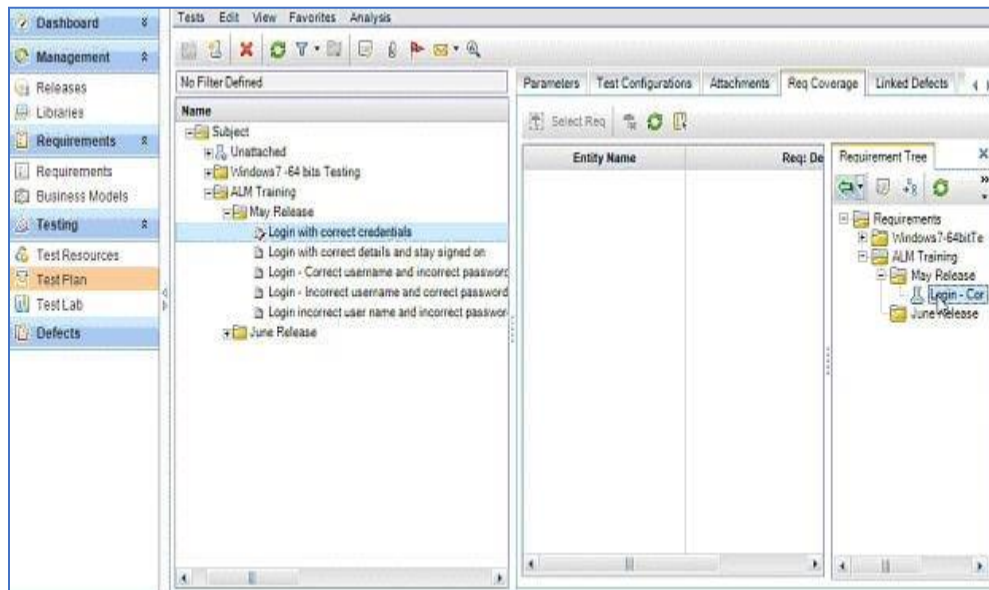 Dashboard
Management
Releases
Libraries
Requirements
Requirements
Business Models
Testing
Test Resources
Test Plan
Test Lab
Defects
Tests Edit View Favorites Analysis
No Filter Defined
Name
Subject
Unattached
Windows7 -64 bits Testing
ALM Training
May Release
Login with correct credentials
Login with correct details and stay signed on
Login - Correct username and incorrect password
Login - Incorrect username and correct password
Login incorrect user name and incorrect passwor
June Release
Parameters Test Configurations Attachments Req Coverage Linked Defects
Select Req
Entity Name Req: De
Requirement Tree
Requirements
Windows7-64bitTe
ALM Training
May Release
Login - Cor
June Release